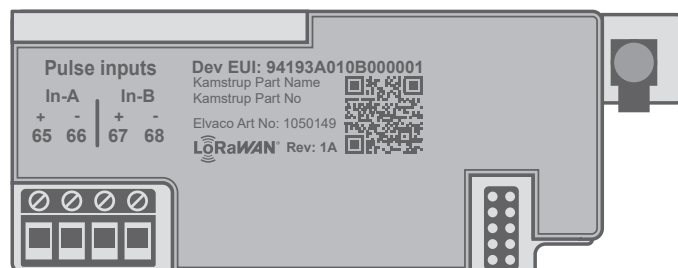 Pulse inputs
In-A In-B
+ - + -
65 66 67 68
Dev EUI: 94193A010B000001
Kamstrup Part Name
Kamstrup Part No
Elvaco Art No: 1050149
LoRaWAN® Rev: 1A